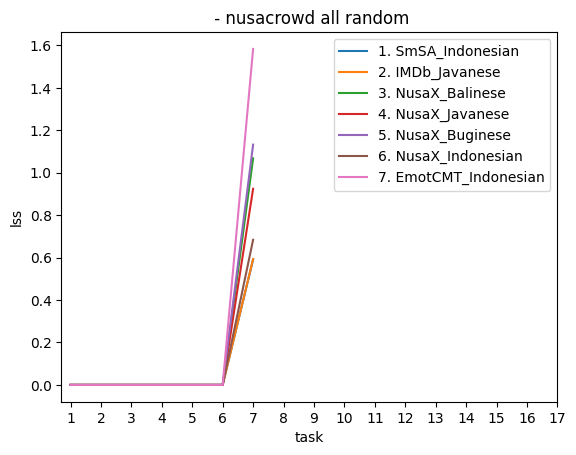 - nusacrowd all random
1. SmSA_Indonesian
2. IMDb_Javanese
3. NusaX_Balinese
4. NusaX_Javanese
5. NusaX_Buginese
6. NusaX_Indonesian
7. EmotCMT_Indonesian
lss
1.6
1.4
1.2
1.0
0.8
0.6
0.4
0.2
0.0
1 2 3 4 5 6 7 8 9 10 11 12 13 14 15 16 17
task